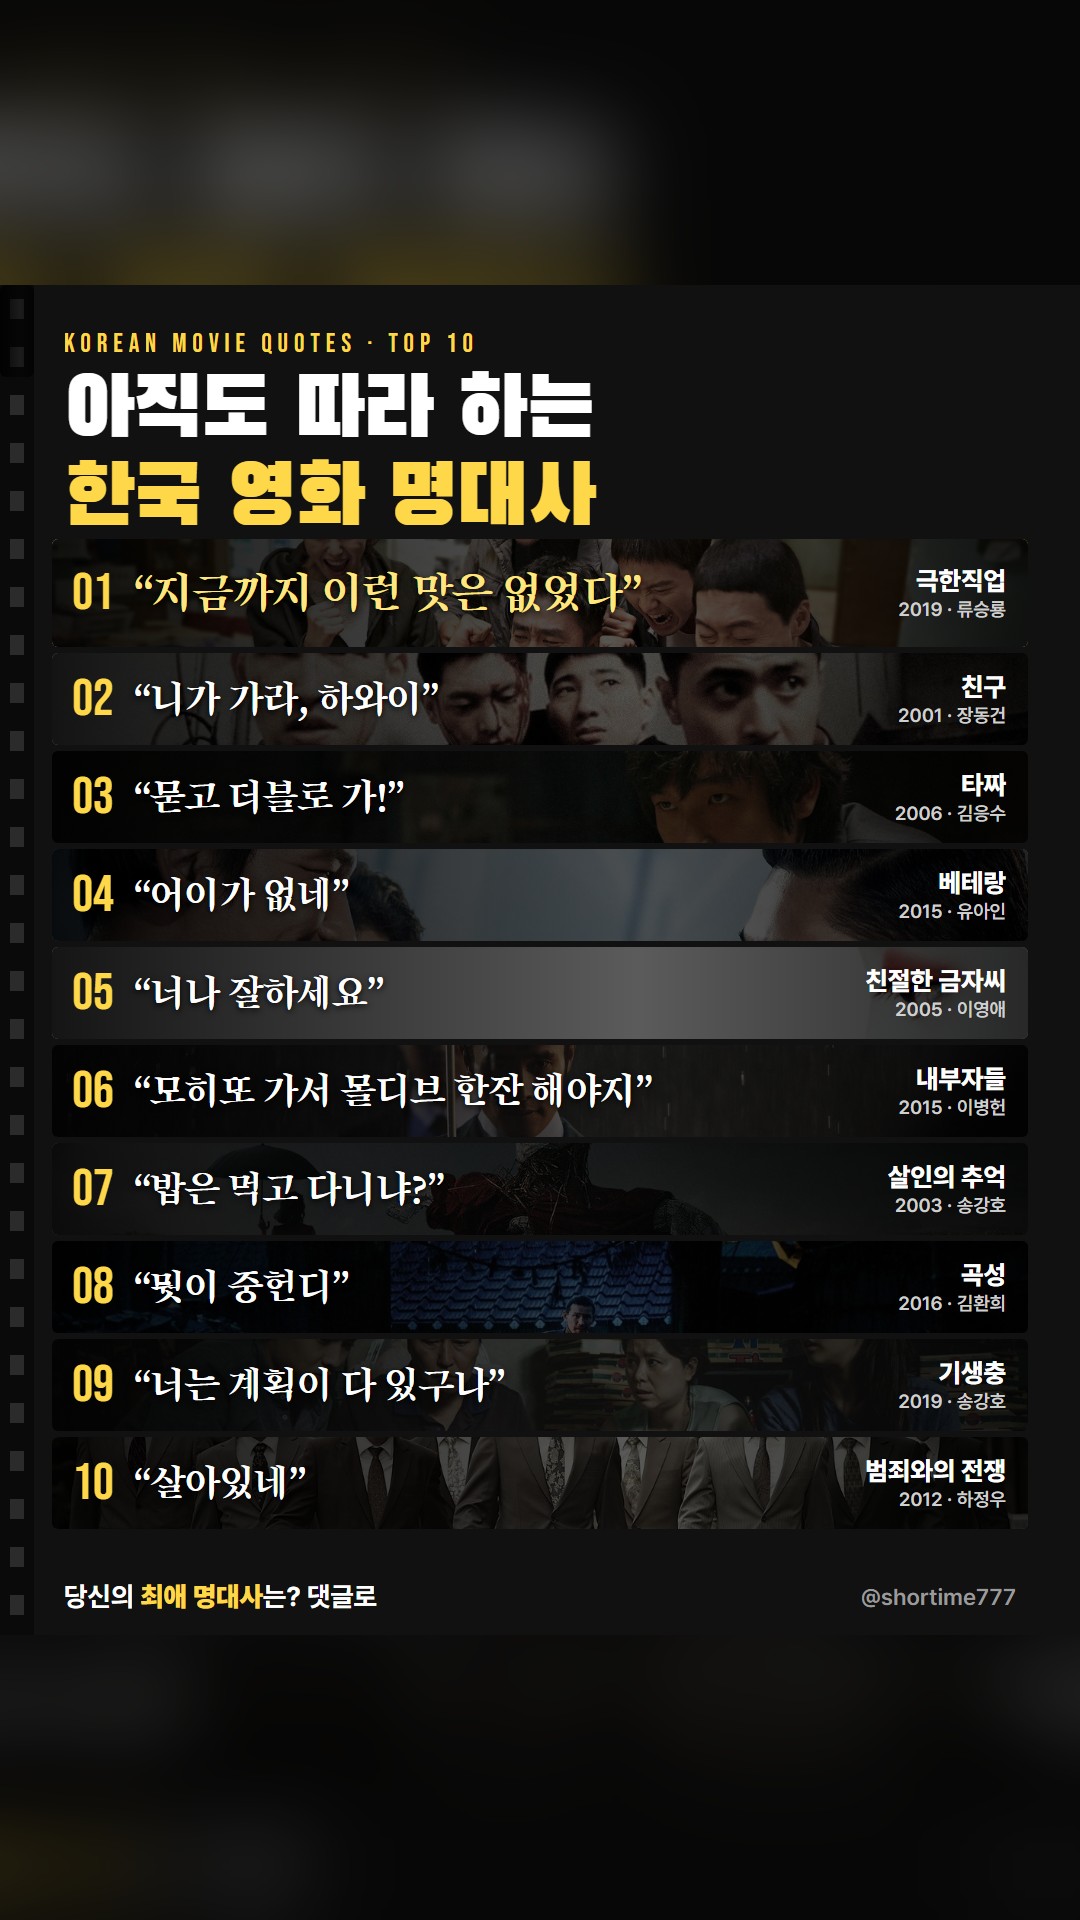 KOREAN MOVIE QUOTES · TOP 10
아직도 따라 하는
한국 영화 명대사
01 “지금까지 이런 맛은 없었다” 극한직업
2019 · 류승룡
02 “니가 가라, 하와이” 친구
2001 · 장동건
03 “묻고 더블로 가!” 타짜
2006 · 김응수
04 “어이가 없네” 베테랑
2015 · 유아인
05 “너나 잘하세요” 친절한 금자씨
2005 · 이영애
06 “모히또 가서 몰디브 한잔 해야지” 내부자들
2015 · 이병헌
07 “밥은 먹고 다니냐?” 살인의 추억
2003 · 송강호
08 “뭣이 중헌디” 곡성
2016 · 김환희
09 “너는 계획이 다 있구나” 기생충
2019 · 송강호
10 “살아있네” 범죄와의 전쟁
2012 · 하정우
당신의 최애 명대사는? 댓글로 @shortime777